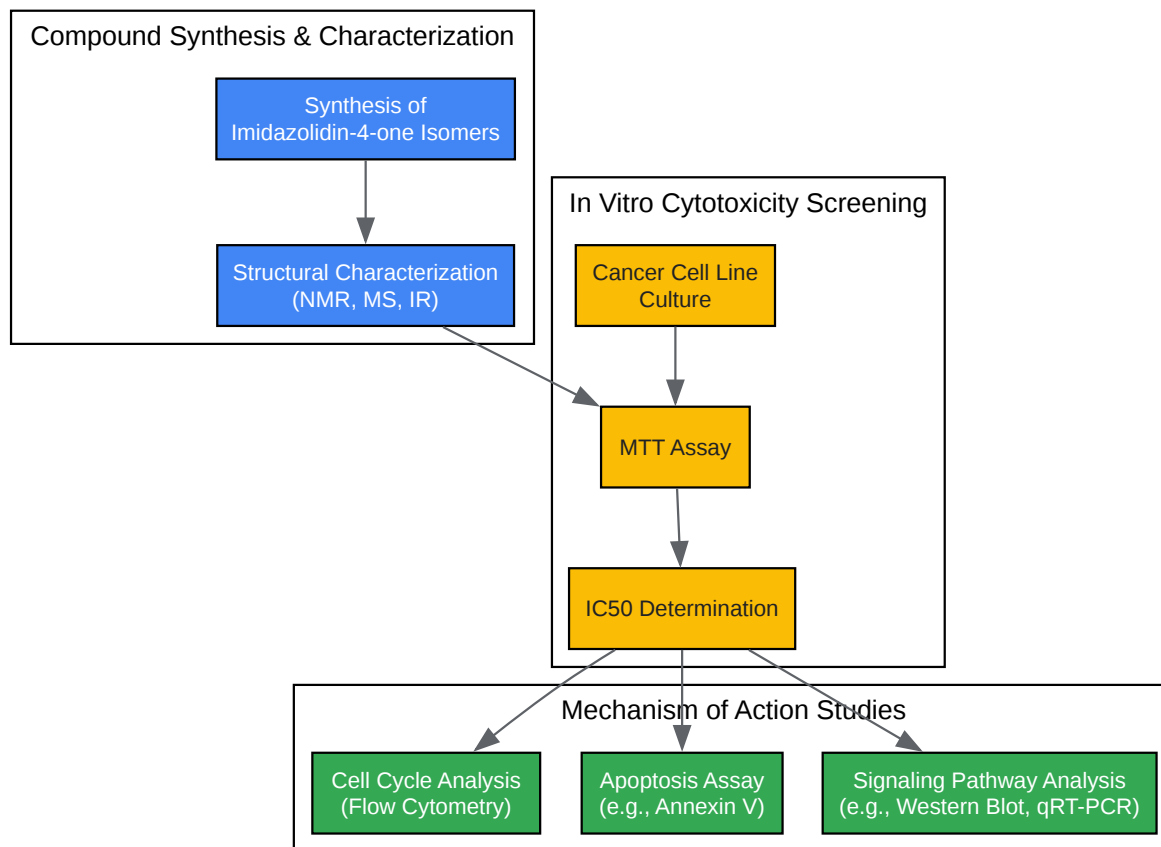 Compound Synthesis & Characterization
Synthesis of
Imidazolidin-4-one Isomers
Structural Characterization
(NMR, MS, IR)
In Vitro Cytotoxicity Screening
Cancer Cell Line
Culture
MTT Assay
IC50 Determination
Mechanism of Action Studies
Cell Cycle Analysis
(Flow Cytometry)
Apoptosis Assay
(e.g., Annexin V)
Signaling Pathway Analysis
(e.g., Western Blot, qRT-PCR)